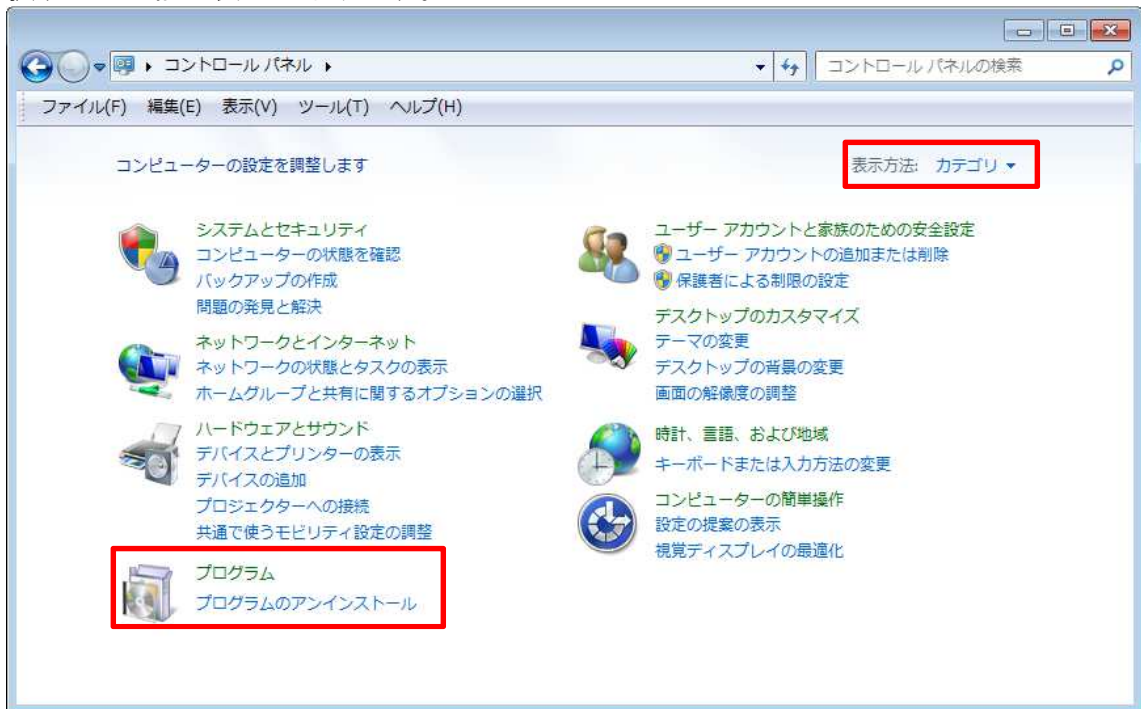 コントロール パネル
コントロール パネルの検索
ファイル(F) 編集(E) 表示(V) ツール(T) ヘルプ(H)
コンピューターの設定を調整します
表示方法: カテゴリ
システムとセキュリティ
コンピューターの状態を確認
バックアップの作成
問題の発見と解決
ネットワークとインターネット
ネットワークの状態とタスクの表示
ホームグループと共有に関するオプションの選択
ハードウェアとサウンド
デバイスとプリンターの表示
デバイスの追加
プロジェクターへの接続
共通で使うモビリティ設定の調整
プログラム
プログラムのアンインストール
ユーザー アカウントと家族のための安全設定
ユーザー アカウントの追加または削除
保護者による制限の設定
デスクトップのカスタマイズ
テーマの変更
デスクトップの背景の変更
画面の解像度の調整
時計、言語、および地域
キーボードまたは入力方法の変更
コンピューターの簡単操作
設定の提案の表示
視覚ディスプレイの最適化